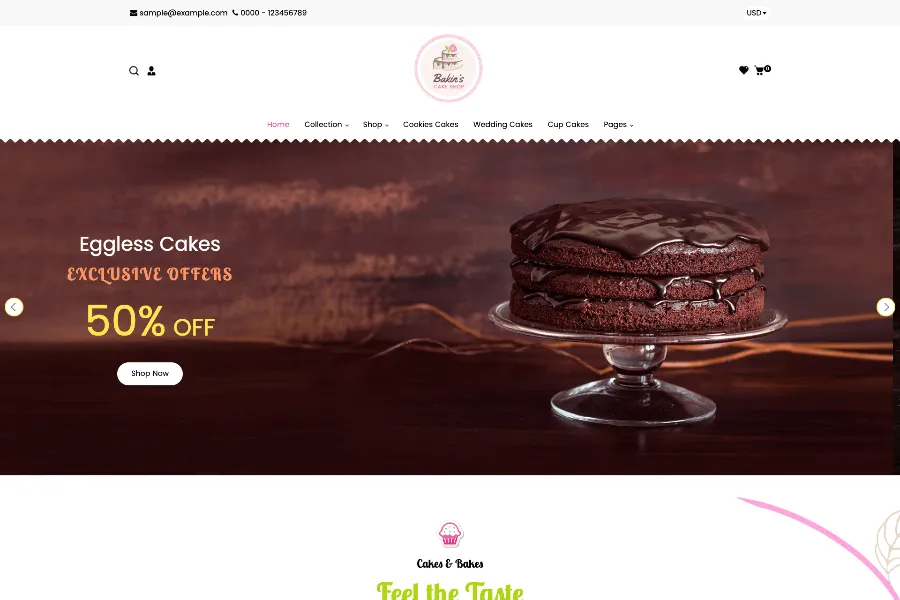 sample@example.com 0000 - 123456789
USD
Bakin's
CAKE SHOP
0
Home Collection Shop Cookies Cakes Wedding Cakes Cup Cakes Pages
Eggless Cakes
EXCLUSIVE OFFERS
50% OFF
Shop Now
Cakes & Bakes
Feel the Taste